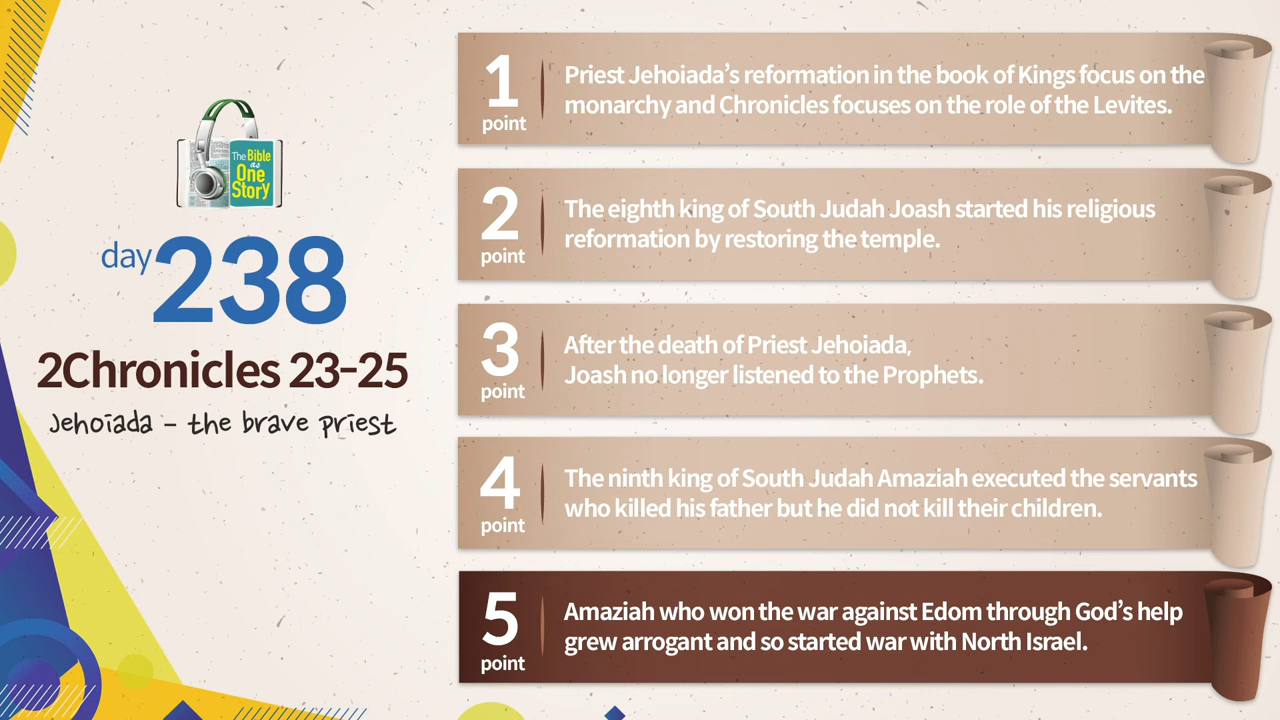 The Bible
as
One
Story
day 238
2Chronicles 23-25
Jehoiada - the brave priest
1
point
Priest Jehoiada's reformation in the book of Kings focus on the
monarchy and Chronicles focuses on the role of the Levites.
2
point
The eighth king of South Judah Joash started his religious
reformation by restoring the temple.
3
point
After the death of Priest Jehoiada,
Joash no longer listened to the Prophets.
4
point
The ninth king of South Judah Amaziah executed the servants
who killed his father but he did not kill their children.
5
point
Amaziah who won the war against Edom through God's help
grew arrogant and so started war with North Israel.